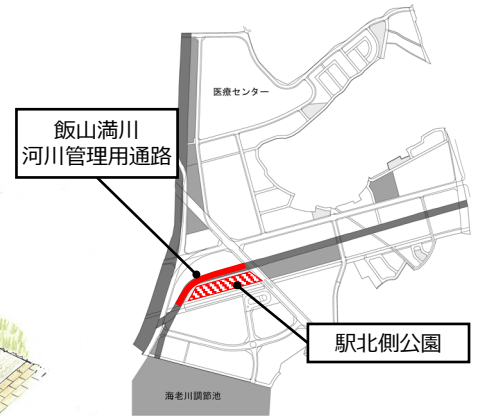 医療センター
飯山満川
河川管理用通路
駅北側公園
海老川調節池